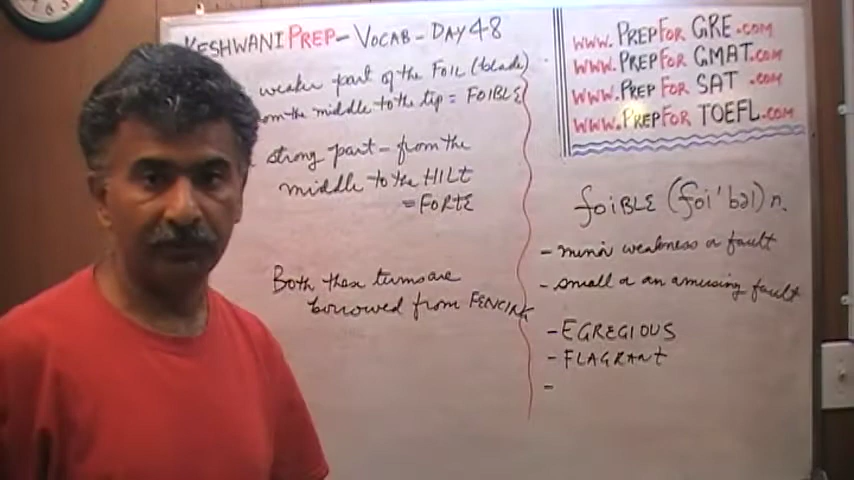 KESHWANI PREP - VOCAB - DAY 48
weaker part of the FOIL (blade)
from the middle to the tip = FOIBLE
strong part - from the
middle to the HILT
= FORTE
Both these terms are
borrowed from FENCING
WWW.PREPFOR GRE.COM
WWW.PREPFOR GMAT.COM
WWW.PREP FOR SAT.COM
WWW.PREPFOR TOEFL.COM
foiBLE (foi'bəl) n.
- minor weakness or fault
- small or an amusing fault
- EGREGIOUS
- FLAGRANT
-